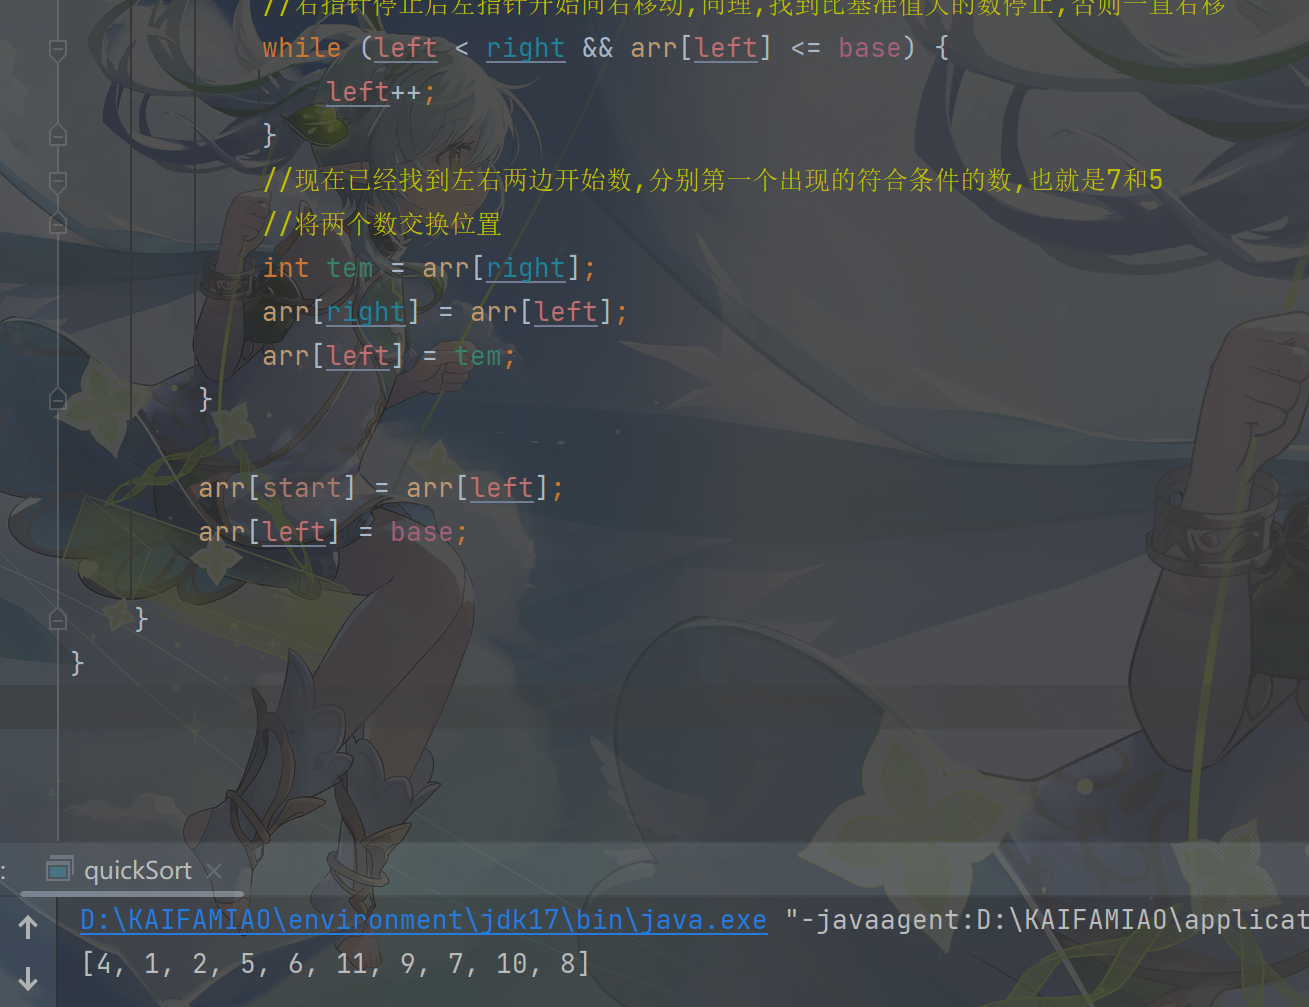 //右指针停止后左指针开始向右移动,同理,找到比基准值大的数停止,否则一直右移
while (left < right && arr[left] <= base) {
left++;
}
//现在已经找到左右两边开始数,分别第一个出现的符合条件的数,也就是7和5
//将两个数交换位置
int tem = arr[right];
arr[right] = arr[left];
arr[left] = tem;
}
arr[start] = arr[left];
arr[left] = base;
}
}
: quickSort ×
D:\KAIFAMIAO\environment\jdk17\bin\java.exe "-javaagent:D:\KAIFAMIAO\applicat
[4, 1, 2, 5, 6, 11, 9, 7, 10, 8]